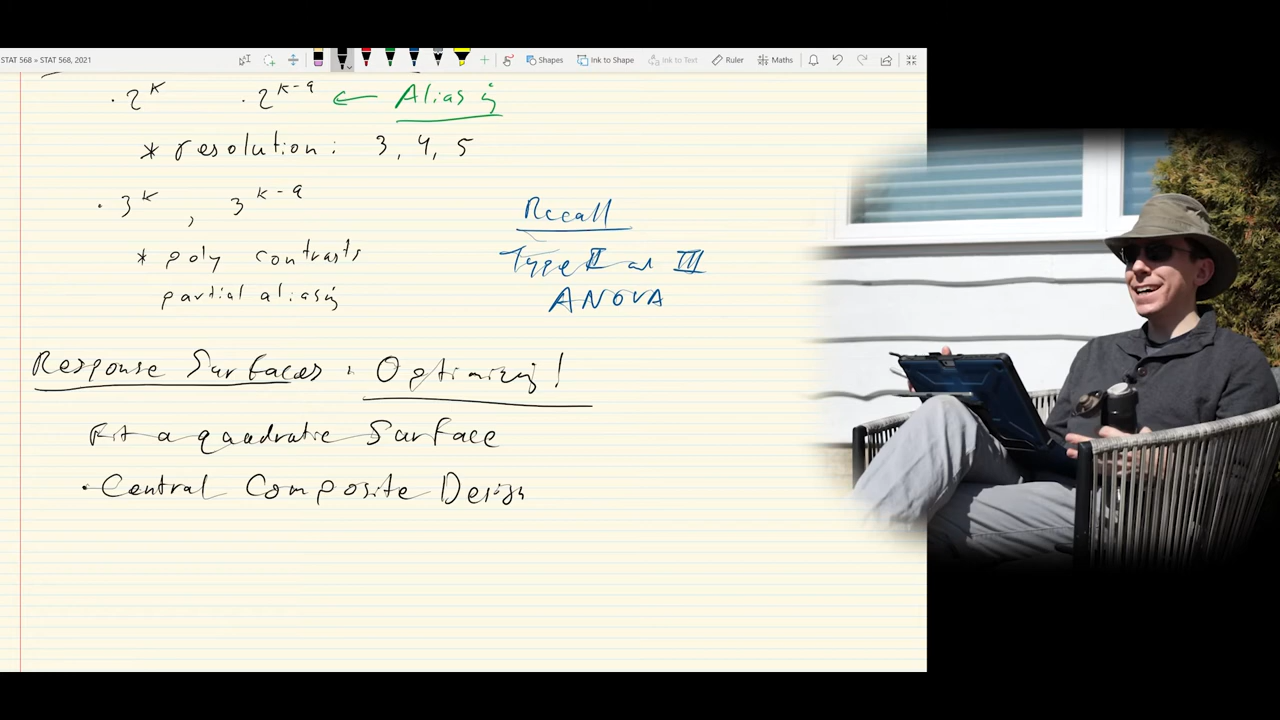 STAT 568 » STAT 568, 2021
Shapes
Ink to Shape
Ink to Text
Ruler
Maths
· 2^k · 2^{k-q} ← Aliasing
* resolution: 3, 4, 5
· 3^k , 3^{k-q}
* poly contrasts
partial aliasing
Recall
Type II or III
ANOVA
Response Surfaces : Optimizing!
Fit a quadratic Surface
· Central Composite Design